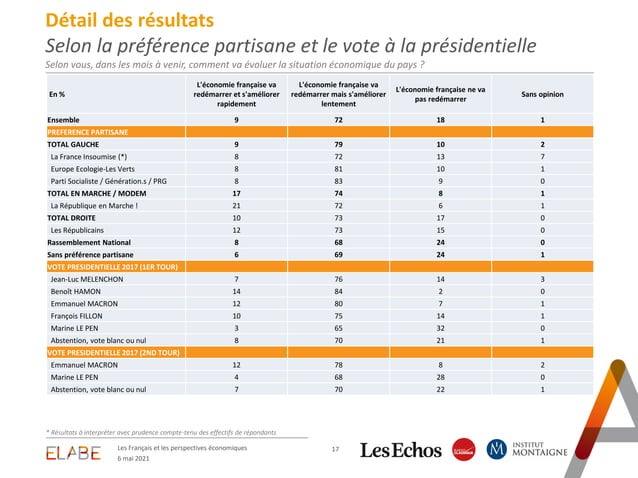 Détail des résultats
Selon la préférence partisane et le vote à la présidentielle
Selon vous, dans les mois à venir, comment va évoluer la situation économique du pays ?
En % L'économie française va redémarrer et s'améliorer rapidement L'économie française va redémarrer mais s'améliorer lentement L'économie française ne va pas redémarrer Sans opinion
Ensemble 9 72 18 1
PREFERENCE PARTISANE
TOTAL GAUCHE 9 79 10 2
La France Insoumise (*) 8 72 13 7
Europe Ecologie-Les Verts 8 81 10 1
Parti Socialiste / Génération.s / PRG 8 83 9 0
TOTAL EN MARCHE / MODEM 17 74 8 1
La République en Marche ! 21 72 6 1
TOTAL DROITE 10 73 17 0
Les Républicains 12 73 15 0
Rassemblement National 8 68 24 0
Sans préférence partisane 6 69 24 1
VOTE PRESIDENTIELLE 2017 (1ER TOUR)
Jean-Luc MELENCHON 7 76 14 3
Benoît HAMON 14 84 2 0
Emmanuel MACRON 12 80 7 1
François FILLON 10 75 14 1
Marine LE PEN 3 65 32 0
Abstention, vote blanc ou nul 8 70 21 1
VOTE PRESIDENTIELLE 2017 (2ND TOUR)
Emmanuel MACRON 12 78 8 2
Marine LE PEN 4 68 28 0
Abstention, vote blanc ou nul 7 70 22 1
* Résultats à interpréter avec prudence compte-tenu des effectifs de répondants
ELABE
Les Français et les perspectives économiques
6 mai 2021
17
Les Echos
RADIO CLASSIQUE
INSTITUT
MONTAIGNE